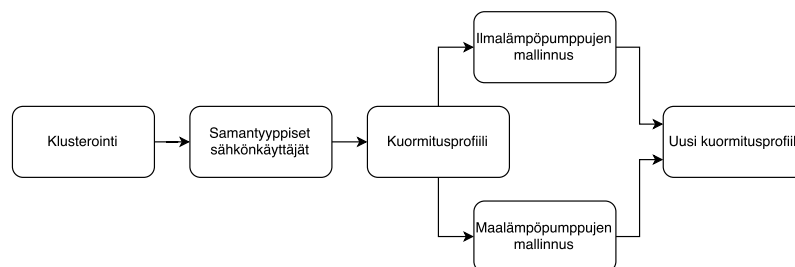 Ilmalämpöpumppujen
mallinnus
Klusterointi
Samantyyppiset
sähkönkäyttäjät
Kuormitusprofiili
Uusi kuormitusprofiil
Maalämpöpumppujen
mallinnus